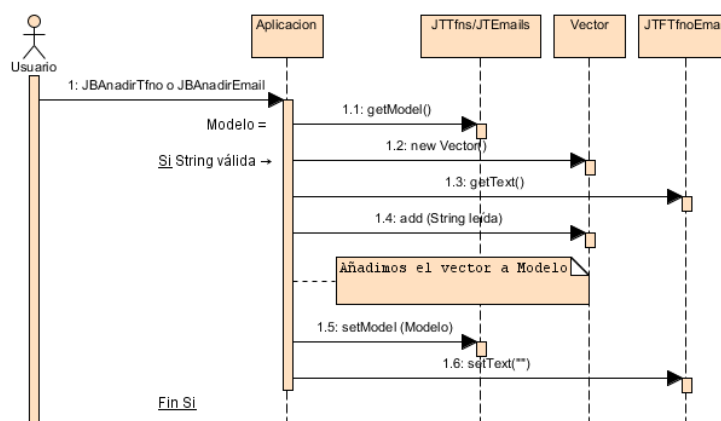 Aplicacion
JTTfns/JTEmails
Vector
JTFTfnoEmai
Usuario
1: JBAnadirTfno o JBAnadirEmail
1.1: getModel()
Modelo =
1.2: new Vector()
Si String válida →
1.3: getText()
1.4: add (String leída)
Añadimos el vector a Modelo
1.5: setModel (Modelo)
1.6: setText("")
Fin Si